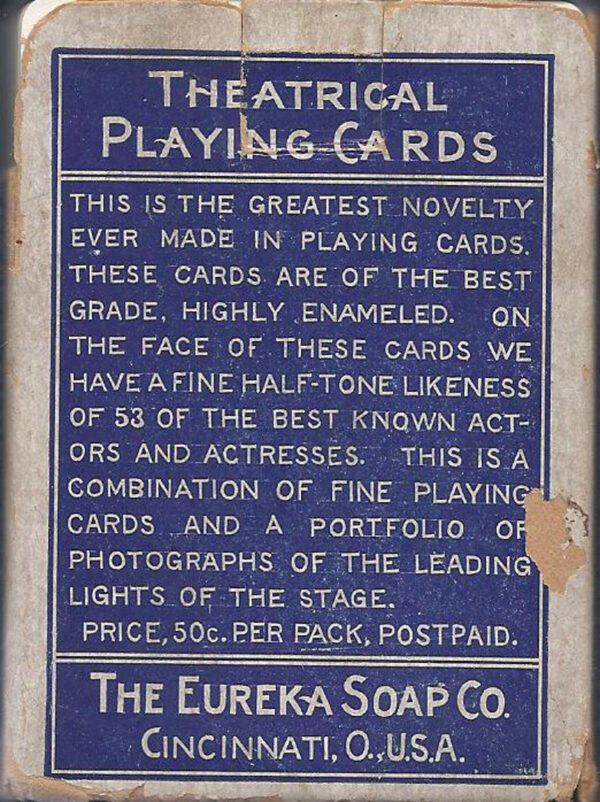 THEATRICAL
PLAYING CARDS
THIS IS THE GREATEST NOVELTY
EVER MADE IN PLAYING CARDS.
THESE CARDS ARE OF THE BEST
GRADE, HIGHLY ENAMELED. ON
THE FACE OF THESE CARDS WE
HAVE A FINE HALF-TONE LIKENESS
OF 53 OF THE BEST KNOWN ACT-
ORS AND ACTRESSES. THIS IS A
COMBINATION OF FINE PLAYING
CARDS AND A PORTFOLIO OF
PHOTOGRAPHS OF THE LEADING
LIGHTS OF THE STAGE.
PRICE, 50c. PER PACK, POSTPAID.
THE EUREKA SOAP CO.
CINCINNATI, O., U.S.A.